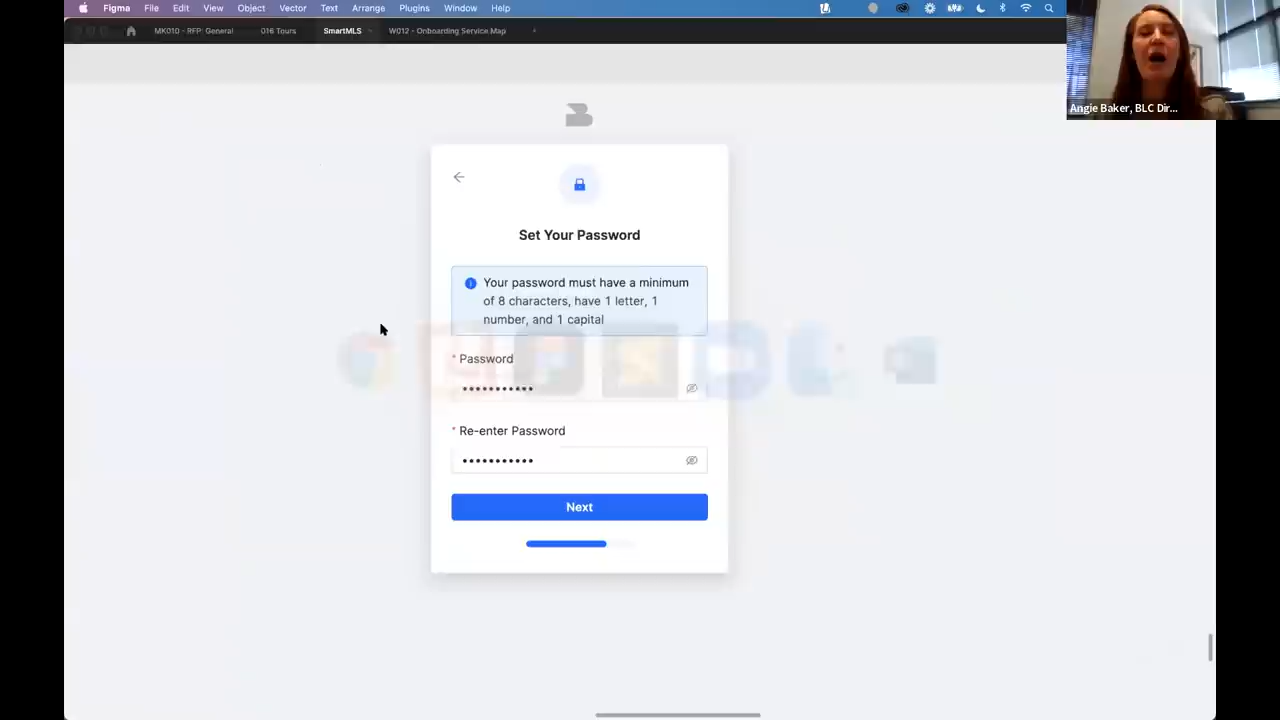 Figma File Edit View Object Vector Text Arrange Plugins Window Help
MK010 - RFP: General 016 Tours SmartMLS W012 - Onboarding Service Map
Angie Baker, BLC Dir...
Set Your Password
Your password must have a minimum
of 8 characters, have 1 letter, 1
number, and 1 capital
* Password
•••••••••••
* Re-enter Password
•••••••••••
Next